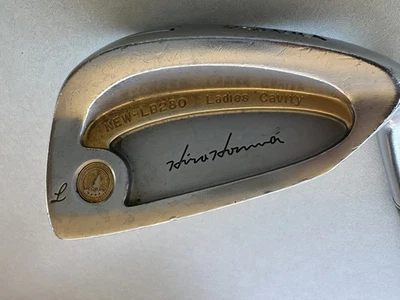 NEW-LB280 Ladies' Cavity
Hiro Honma
L